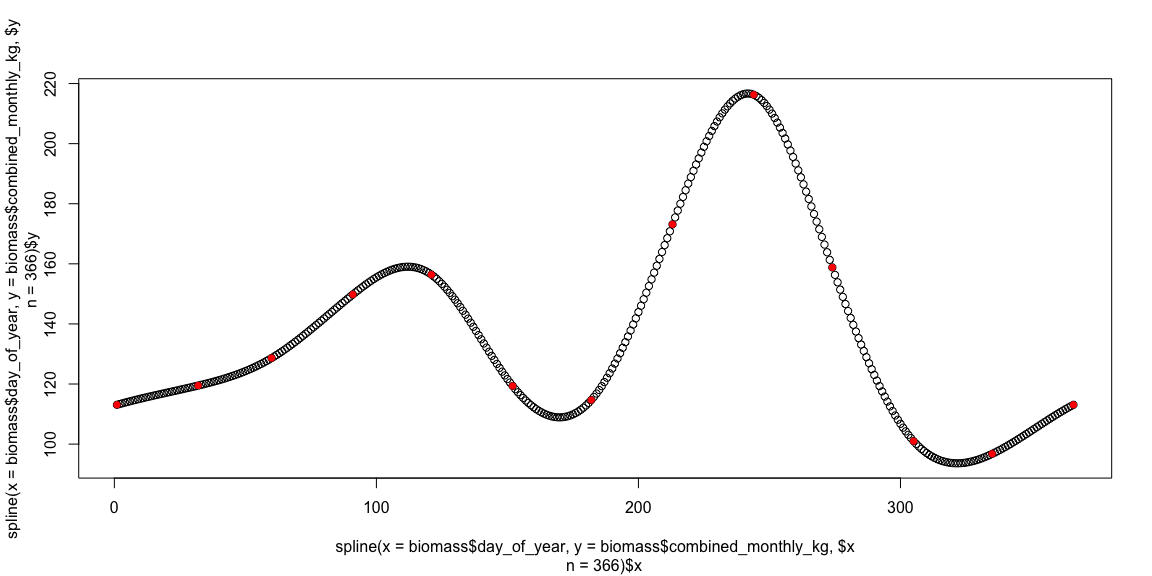 spline(x = biomass$day_of_year, y = biomass$combined_monthly_kg, $y
n = 366)$y
220
200
180
160
140
120
100
0 100 200 300
spline(x = biomass$day_of_year, y = biomass$combined_monthly_kg, $x
n = 366)$x